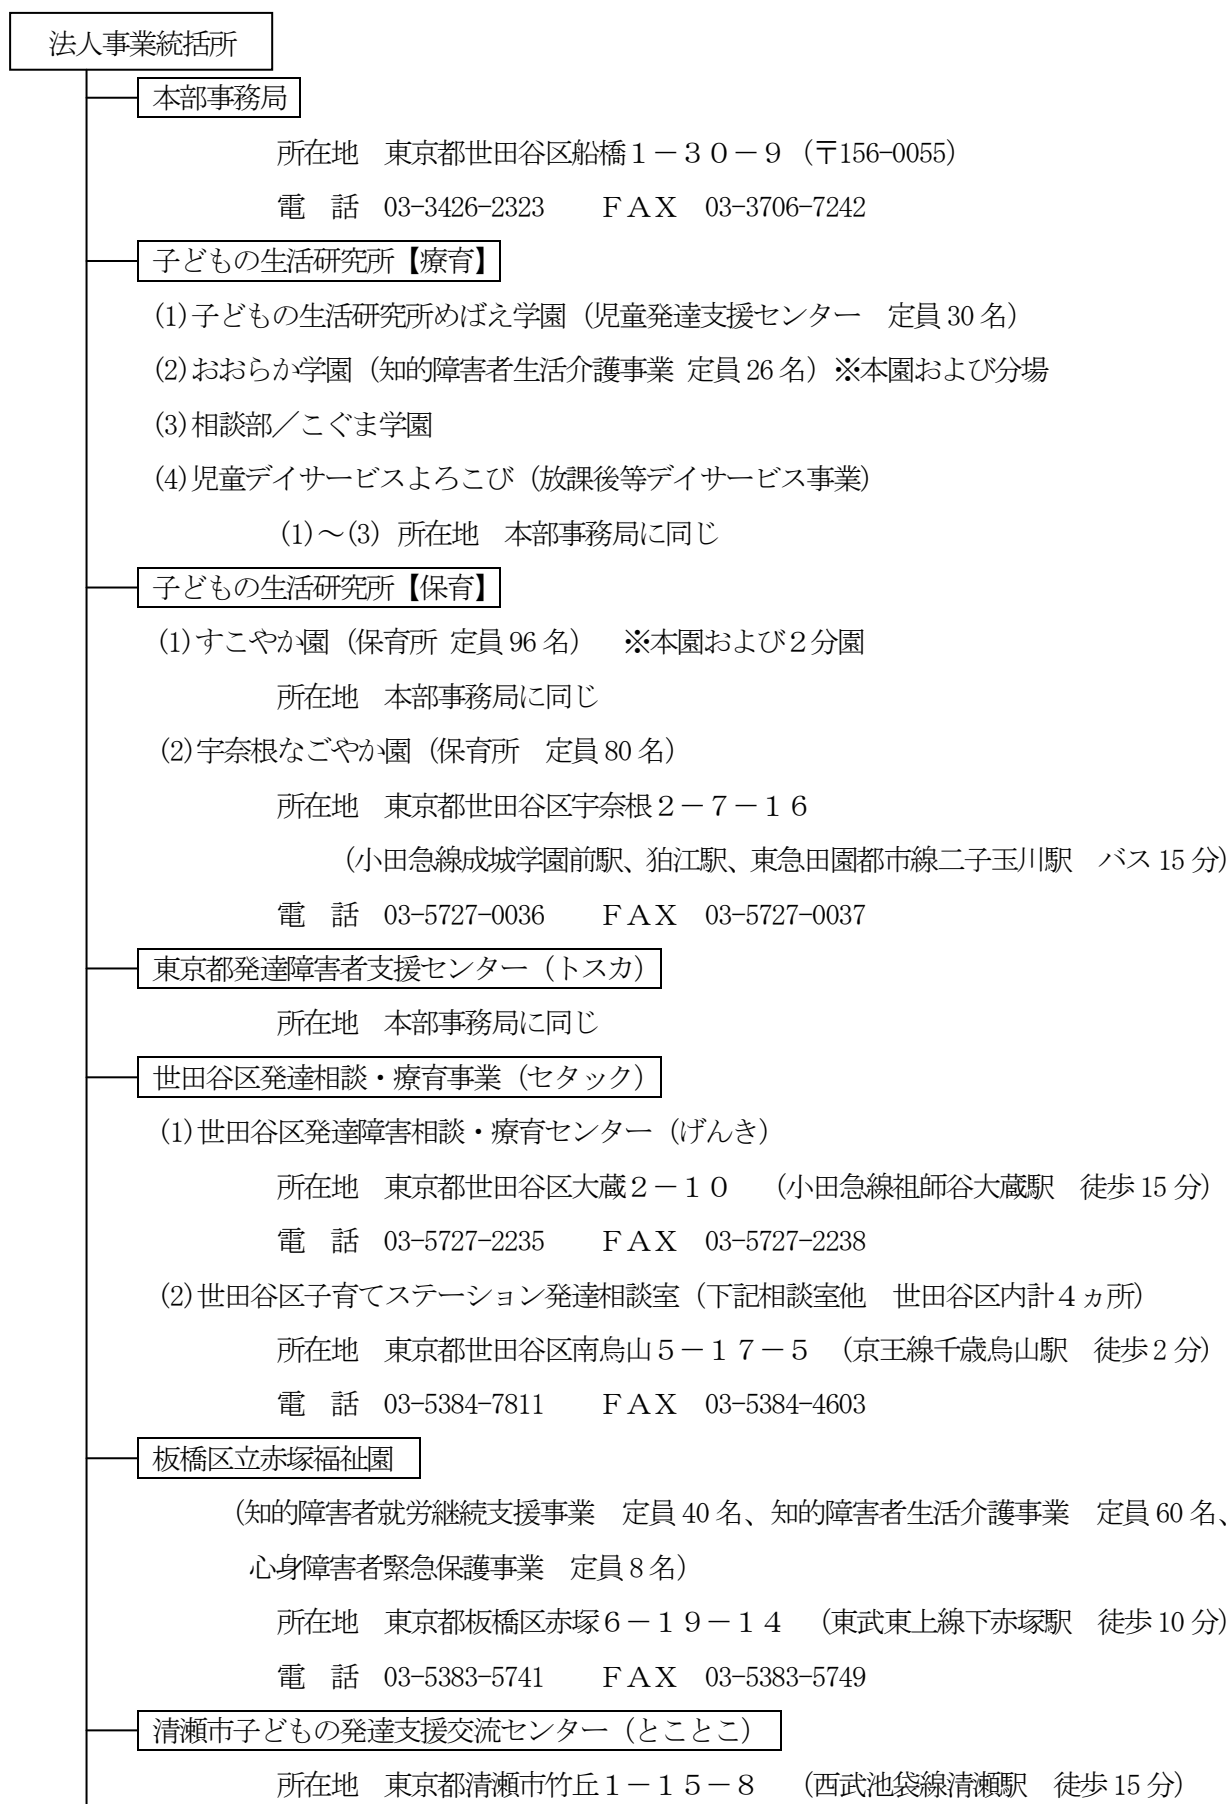 法人事業統括所
本部事務局
所在地　東京都世田谷区船橋１－３０－９（〒156-0055）
電　話　03-3426-2323　　ＦＡＸ　03-3706-7242
子どもの生活研究所【療育】
(1)子どもの生活研究所めばえ学園（児童発達支援センター　定員30名）
(2)おおらか学園（知的障害者生活介護事業 定員26名）※本園および分場
(3)相談部／こぐま学園
(4)児童デイサービスよろこび（放課後等デイサービス事業）
(1)～(3) 所在地　本部事務局に同じ
子どもの生活研究所【保育】
(1)すこやか園（保育所 定員96名）　※本園および２分園
所在地　本部事務局に同じ
(2)宇奈根なごやか園（保育所　定員80名）
所在地　東京都世田谷区宇奈根２－７－１６
（小田急線成城学園前駅、狛江駅、東急田園都市線二子玉川駅　バス15分）
電　話　03-5727-0036　　ＦＡＸ　03-5727-0037
東京都発達障害者支援センター（トスカ）
所在地　本部事務局に同じ
世田谷区発達相談・療育事業（セタック）
(1)世田谷区発達障害相談・療育センター（げんき）
所在地　東京都世田谷区大蔵２－１０　（小田急線祖師谷大蔵駅　徒歩15分）
電　話　03-5727-2235　　ＦＡＸ　03-5727-2238
(2)世田谷区子育てステーション発達相談室（下記相談室他　世田谷区内計４ヵ所）
所在地　東京都世田谷区南烏山５－１７－５　（京王線千歳烏山駅　徒歩2分）
電　話　03-5384-7811　　ＦＡＸ　03-5384-4603
板橋区立赤塚福祉園
（知的障害者就労継続支援事業　定員40名、知的障害者生活介護事業　定員60名、
心身障害者緊急保護事業　定員8名）
所在地　東京都板橋区赤塚６－１９－１４　（東武東上線下赤塚駅　徒歩10分）
電　話　03-5383-5741　　ＦＡＸ　03-5383-5749
清瀬市子どもの発達支援交流センター（とことこ）
所在地　東京都清瀬市竹丘１－１５－８　（西武池袋線清瀬駅　徒歩15分）